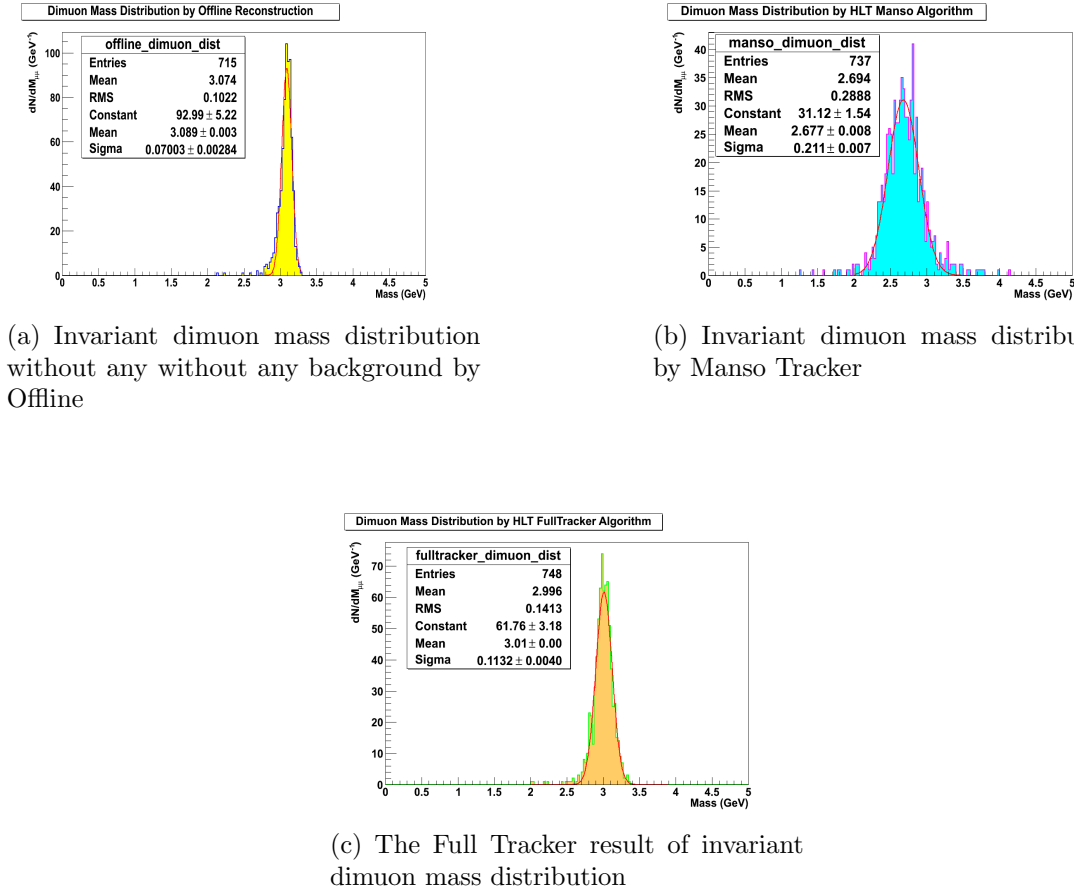 Dimuon Mass Distribution by Offline Reconstruction
dN/dMμμ (GeV⁻¹)
offline_dimuon_dist
Entries 715
Mean 3.074
RMS 0.1022
Constant 92.99 ± 5.22
Mean 3.089 ± 0.003
Sigma 0.07003 ± 0.00284
100
80
60
40
20
0
0 0.5 1 1.5 2 2.5 3 3.5 4 4.5 5
Mass (GeV)
(a) Invariant dimuon mass distribution
without any without any background by
Offline
Dimuon Mass Distribution by HLT Manso Algorithm
dN/dMμμ (GeV⁻¹)
manso_dimuon_dist
Entries 737
Mean 2.694
RMS 0.2888
Constant 31.12 ± 1.54
Mean 2.677 ± 0.008
Sigma 0.211 ± 0.007
40
35
30
25
20
15
10
5
0
0 0.5 1 1.5 2 2.5 3 3.5 4 4.5 5
Mass (GeV)
(b) Invariant dimuon mass distribu
by Manso Tracker
Dimuon Mass Distribution by HLT FullTracker Algorithm
dN/dMμμ (GeV⁻¹)
fulltracker_dimuon_dist
Entries 748
Mean 2.996
RMS 0.1413
Constant 61.76 ± 3.18
Mean 3.01 ± 0.00
Sigma 0.1132 ± 0.0040
70
60
50
40
30
20
10
0
0 0.5 1 1.5 2 2.5 3 3.5 4 4.5 5
Mass (GeV)
(c) The Full Tracker result of invariant
dimuon mass distribution